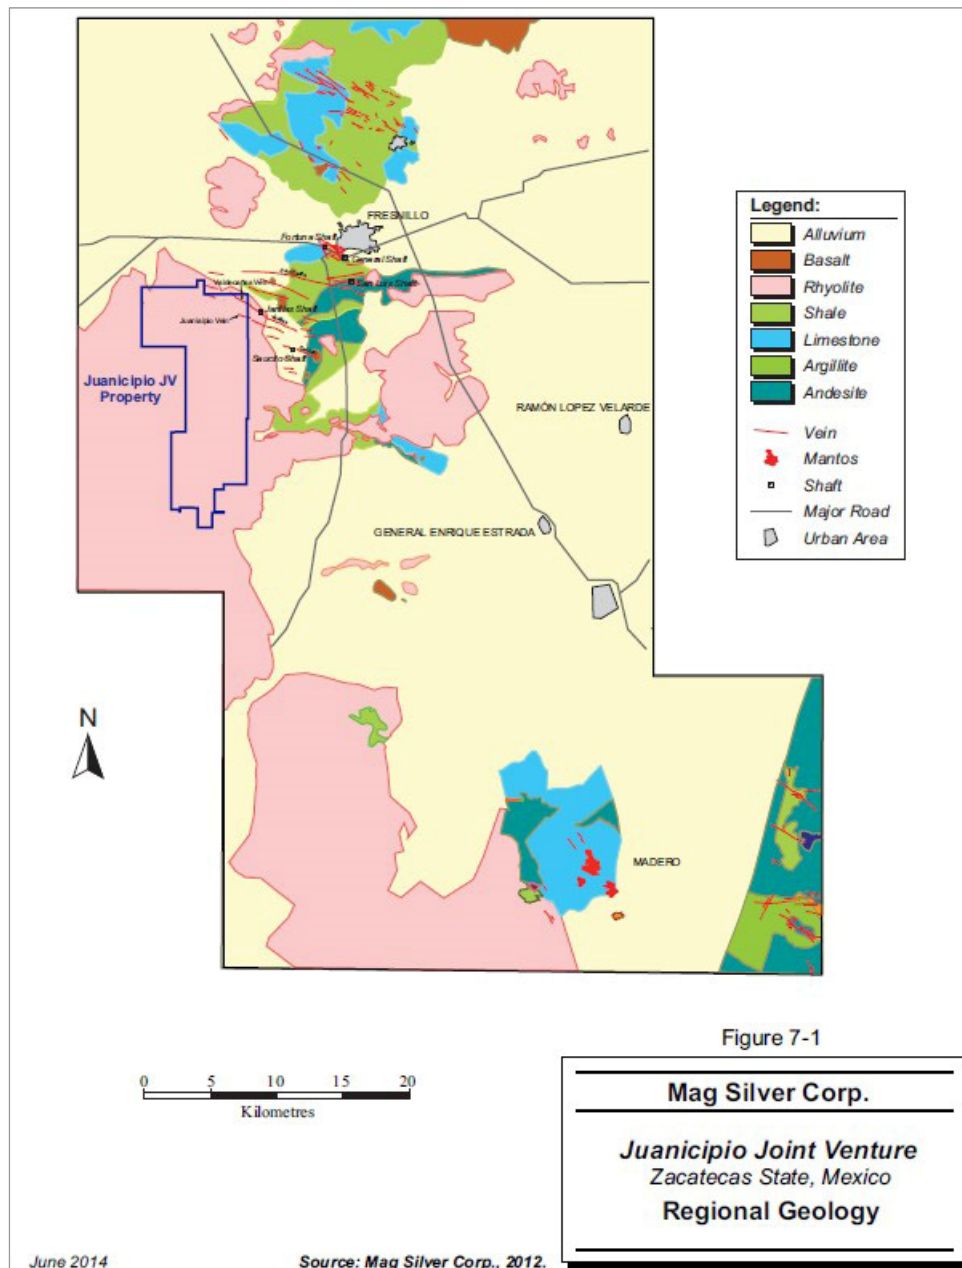 FRESNILLO
Fortuna Shaft
General Shaft
San Luis Shaft
Valdecañas Vein
Jarillas Shaft
Juanicipio Vein
Saucito Shaft
Juanicipio JV
Property
RAMÓN LOPEZ VELARDE
GENERAL ENRIQUE ESTRADA
MADERO
N
Legend:
Alluvium
Basalt
Rhyolite
Shale
Limestone
Argillite
Andesite
Vein
Mantos
Shaft
Major Road
Urban Area
0 5 10 15 20
Kilometres
Figure 7-1
Mag Silver Corp.
Juanicipio Joint Venture
Zacatecas State, Mexico
Regional Geology
June 2014
Source: Mag Silver Corp., 2012.